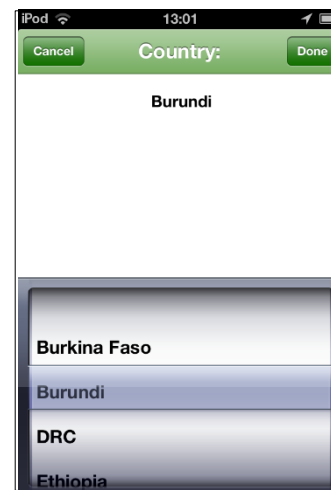 iPod 13:01
Cancel Country: Done
Burundi
Burkina Faso
Burundi
DRC
Ethiopia